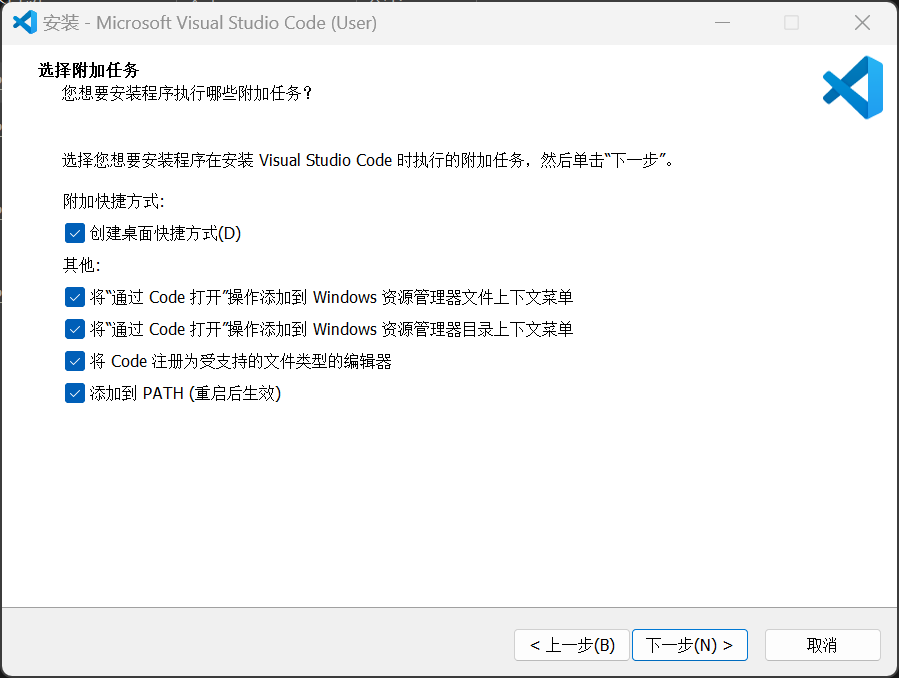 安装 - Microsoft Visual Studio Code (User)
选择附加任务
您想要安装程序执行哪些附加任务？
选择您想要安装程序在安装 Visual Studio Code 时执行的附加任务，然后单击“下一步”。
附加快捷方式:
创建桌面快捷方式(D)
其他:
将“通过 Code 打开”操作添加到 Windows 资源管理器文件上下文菜单
将“通过 Code 打开”操作添加到 Windows 资源管理器目录上下文菜单
将 Code 注册为受支持的文件类型的编辑器
添加到 PATH (重启后生效)
< 上一步(B) 下一步(N) > 取消